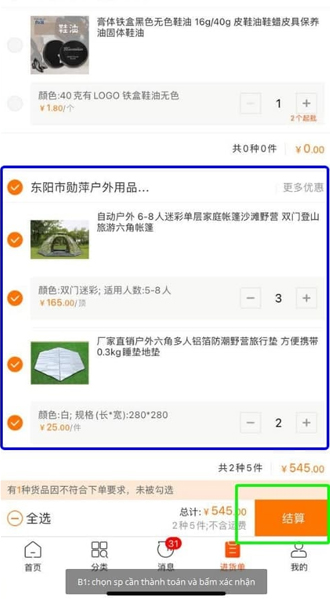 鞋油
膏体铁盒黑色无色鞋油 16g/40g 皮鞋油鞋蜡皮具保养
油固体鞋油
颜色:40克有LOGO 铁盒鞋油无色
¥ 1.80/个
1
2个起批
共0种0件 ¥ 0.00
东阳市勋萍户外用品... 更多优惠
自动户外 6-8人迷彩单层家庭帐篷沙滩野营 双门登山
旅游六角帐篷
颜色:双门迷彩; 适用人数:5-8人
¥ 165.00/顶
3
厂家直销户外六角多人铝箔防潮野营旅行垫 方便携带
0.3kg睡垫地垫
颜色:白; 规格(长*宽):280*280
¥ 25.00/件
2
共2种5件 ¥ 545.00
有1种货品因不符合下单要求，未被勾选
全选
总计: ¥ 545.00
2种5件;不含运费
结算
31
首页 分类 消息 进货单 我的
B1: chọn sp cần thành toán và bấm xác nhận